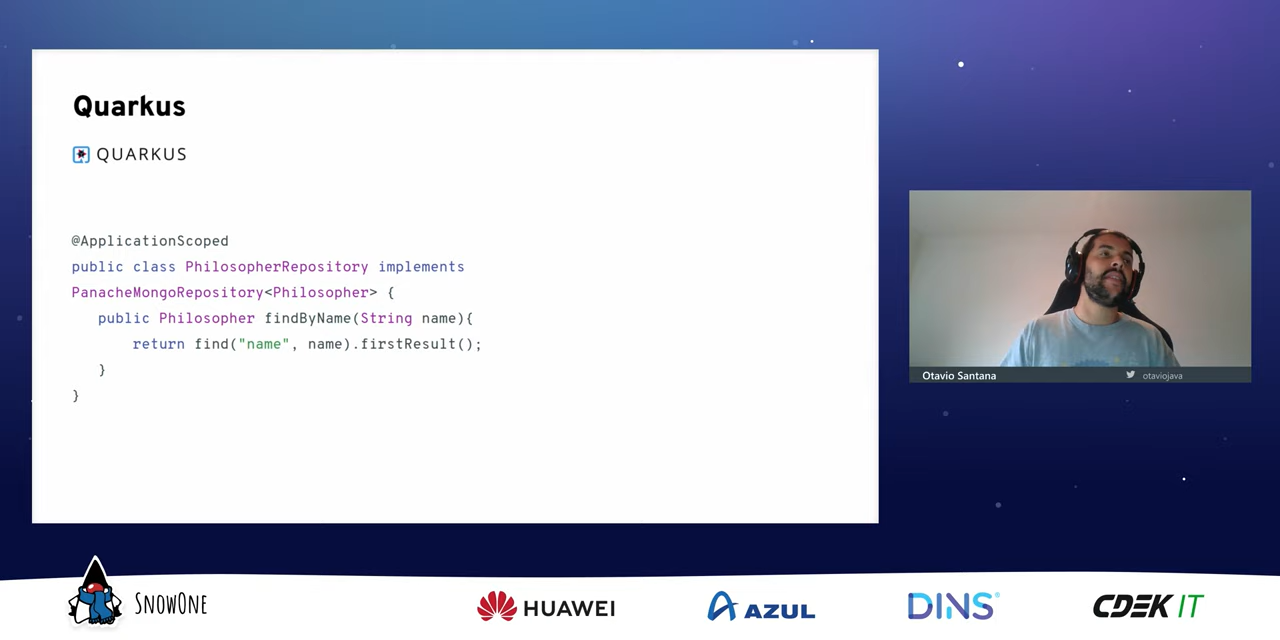 Quarkus
QUARKUS
@ApplicationScoped
public class PhilosopherRepository implements
PanacheMongoRepository<Philosopher> {
public Philosopher findByName(String name){
return find("name", name).firstResult();
}
}
Otavio Santana
otaviojava
SNOWONE
HUAWEI
AZUL
DINS
CDEK IT